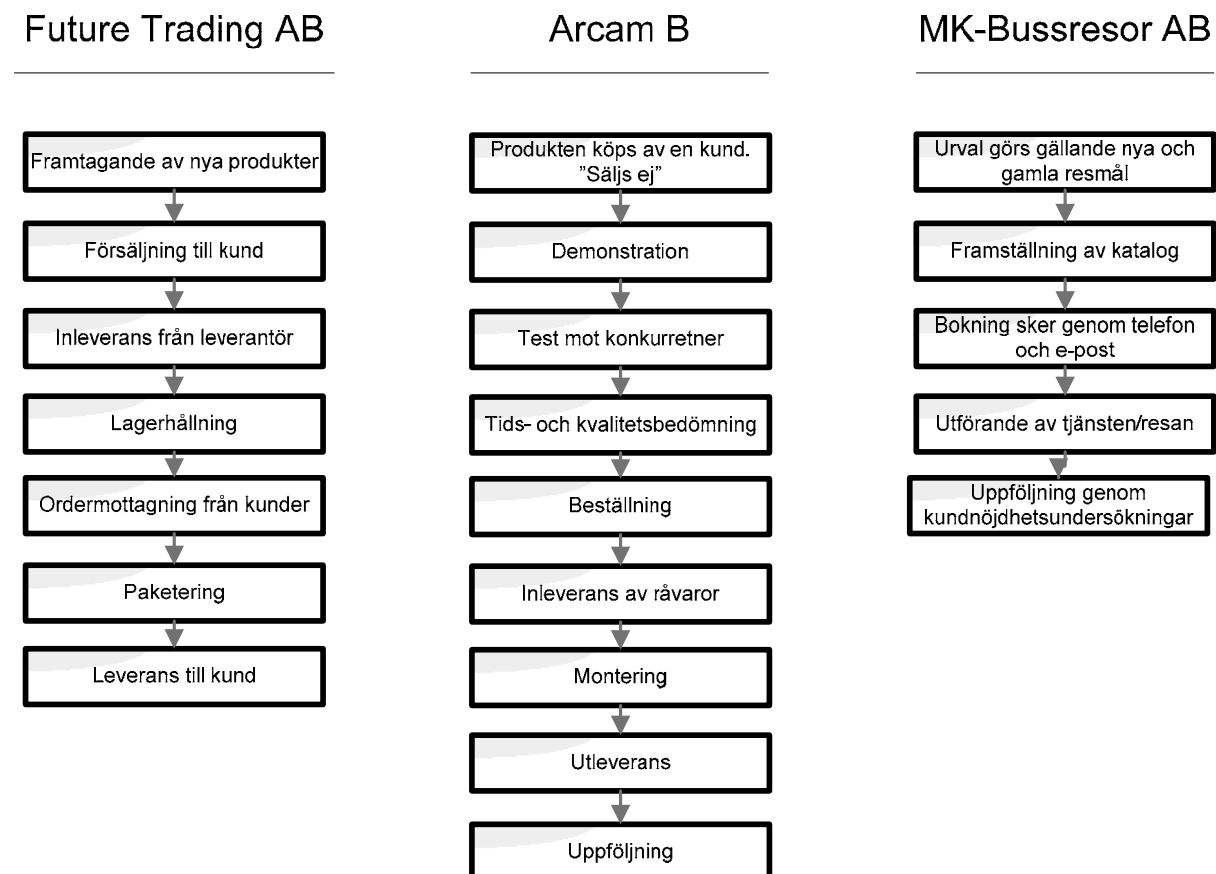 Future Trading AB
Framtagande av nya produkter
Försäljning till kund
Inleverans från leverantör
Lagerhållning
Ordermottagning från kunder
Paketering
Leverans till kund
Arcam B
Produkten köps av en kund.
”Säljs ej”
Demonstration
Test mot konkurretner
Tids- och kvalitetsbedömning
Beställning
Inleverans av råvaror
Montering
Utleverans
Uppföljning
MK-Bussresor AB
Urval görs gällande nya och
gamla resmål
Framställning av katalog
Bokning sker genom telefon
och e-post
Utförande av tjänsten/resan
Uppföljning genom
kundnöjdhetsundersökningar